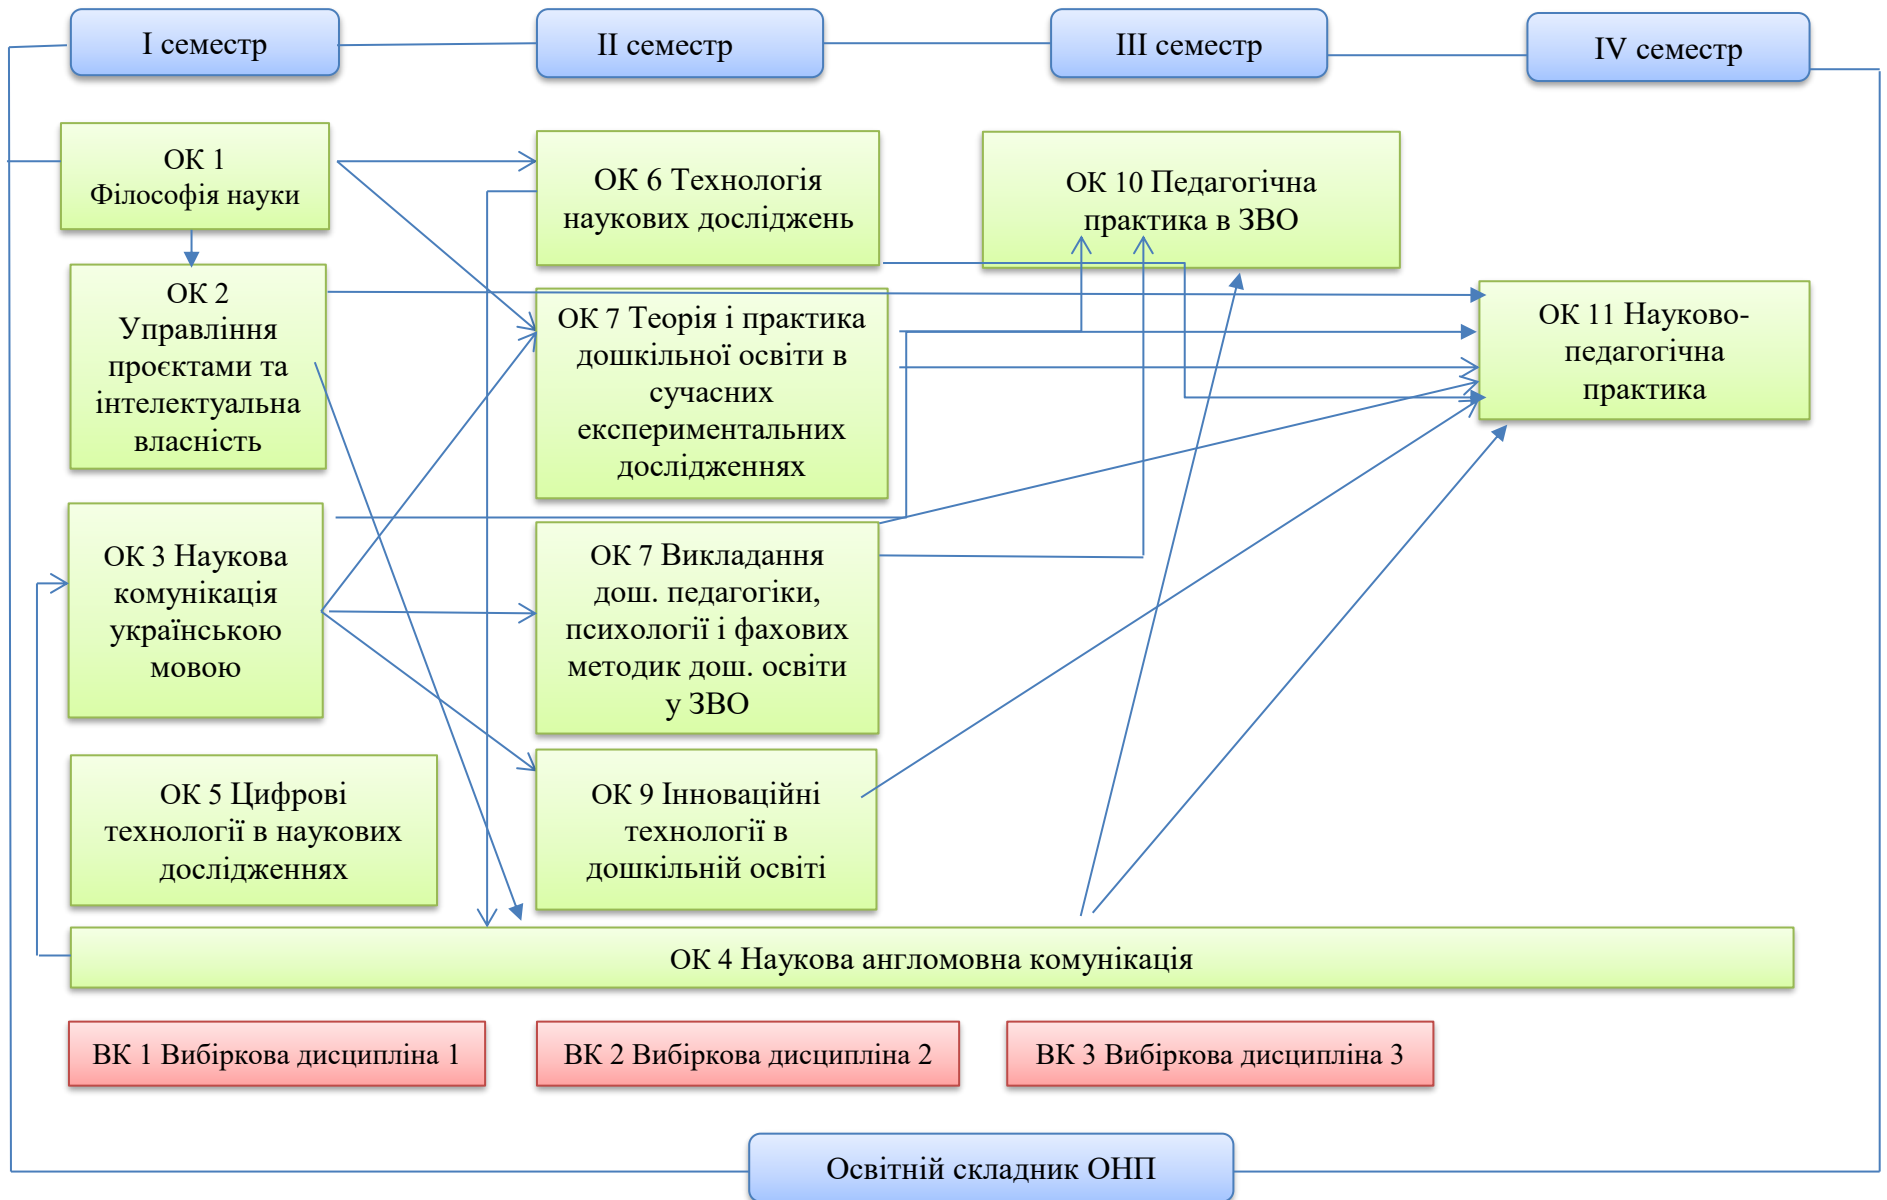 I семестр
II семестр
III семестр
IV семестр
ОК 1
Філософія науки
ОК 2
Управління
проєктами та
інтелектуальна
власність
ОК 3 Наукова
комунікація
українською
мовою
ОК 5 Цифрові
технології в наукових
дослідженнях
ОК 6 Технологія
наукових досліджень
ОК 7 Теорія і практика
дошкільної освіти в
сучасних
експериментальних
дослідженнях
ОК 7 Викладання
дош. педагогіки,
психології і фахових
методик дош. освіти
у ЗВО
ОК 9 Інноваційні
технології в
дошкільній освіті
ОК 10 Педагогічна
практика в ЗВО
ОК 11 Науково-
педагогічна
практика
ОК 4 Наукова англомовна комунікація
ВК 1 Вибіркова дисципліна 1
ВК 2 Вибіркова дисципліна 2
ВК 3 Вибіркова дисципліна 3
Освітній складник ОНП